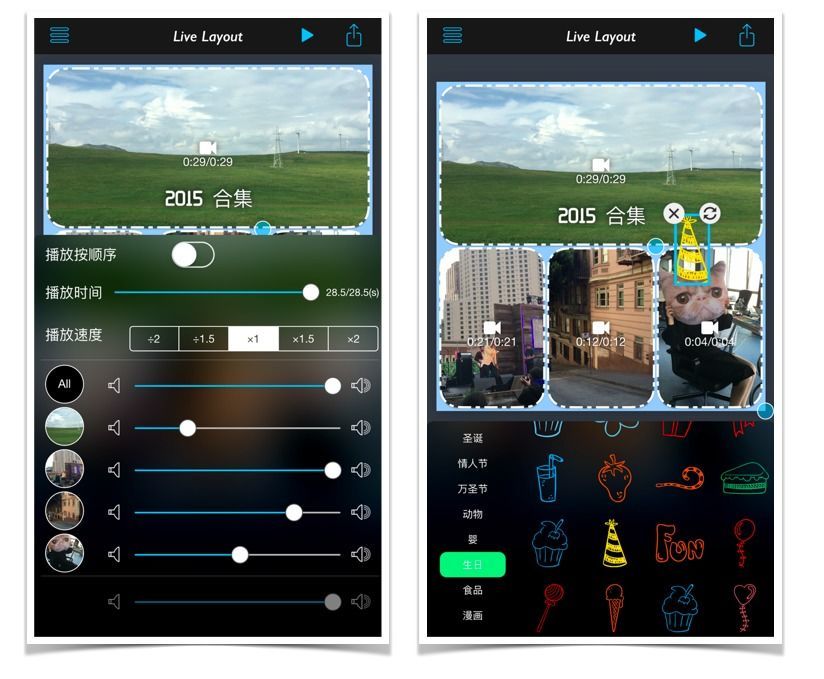 Live Layout
0:29/0:29
2015 合集
播放按顺序
播放时间 28.5/28.5(s)
播放速度 ÷2 ÷1.5 ×1 ×1.5 ×2
All
Live Layout
0:29/0:29
2015 合集
0:21/0:21 0:12/0:12 0:04/0:04
圣诞
情人节
万圣节
动物
婴
生日
食品
漫画
FUN